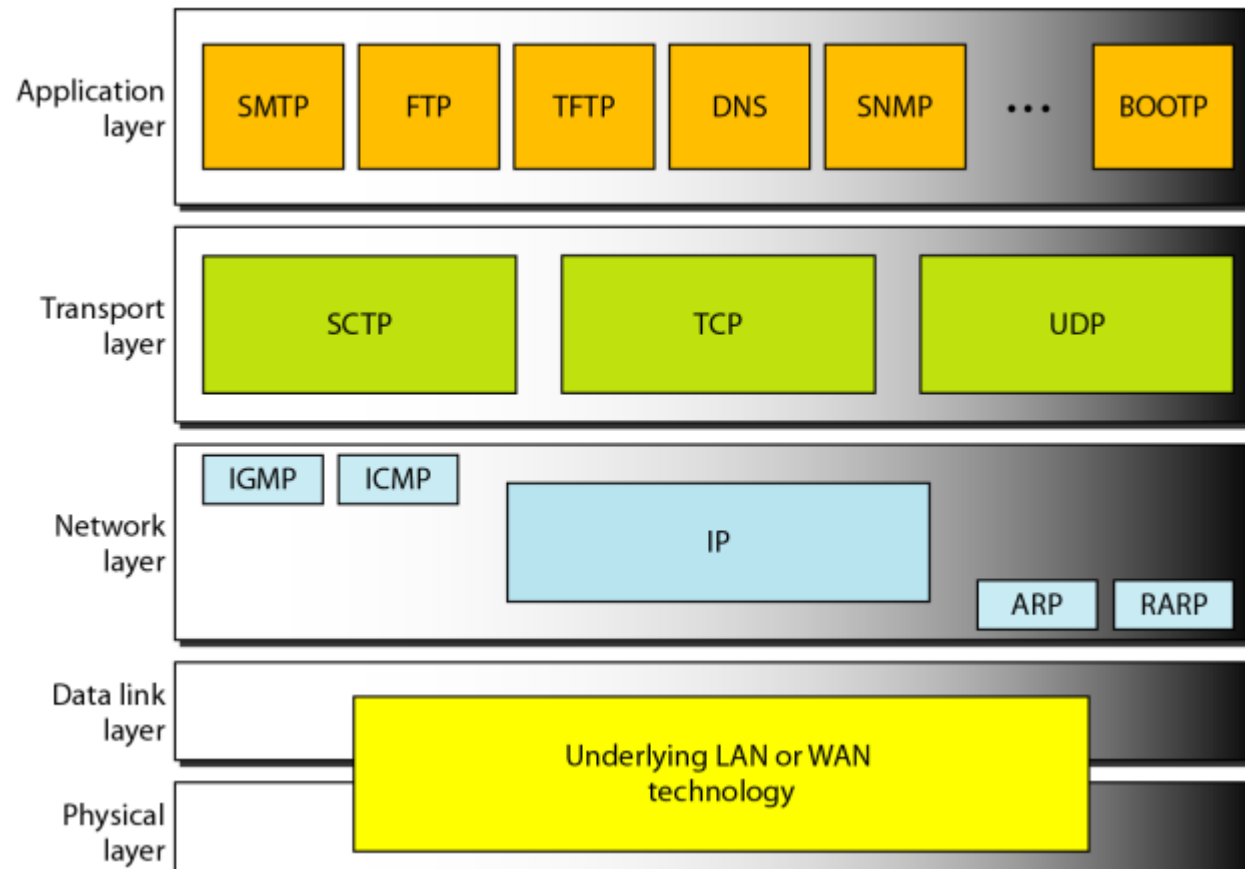 Application
layer
SMTP
FTP
TFTP
DNS
SNMP
...
BOOTP
Transport
layer
SCTP
TCP
UDP
Network
layer
IGMP
ICMP
IP
ARP
RARP
Data link
layer
Underlying LAN or WAN
technology
Physical
layer